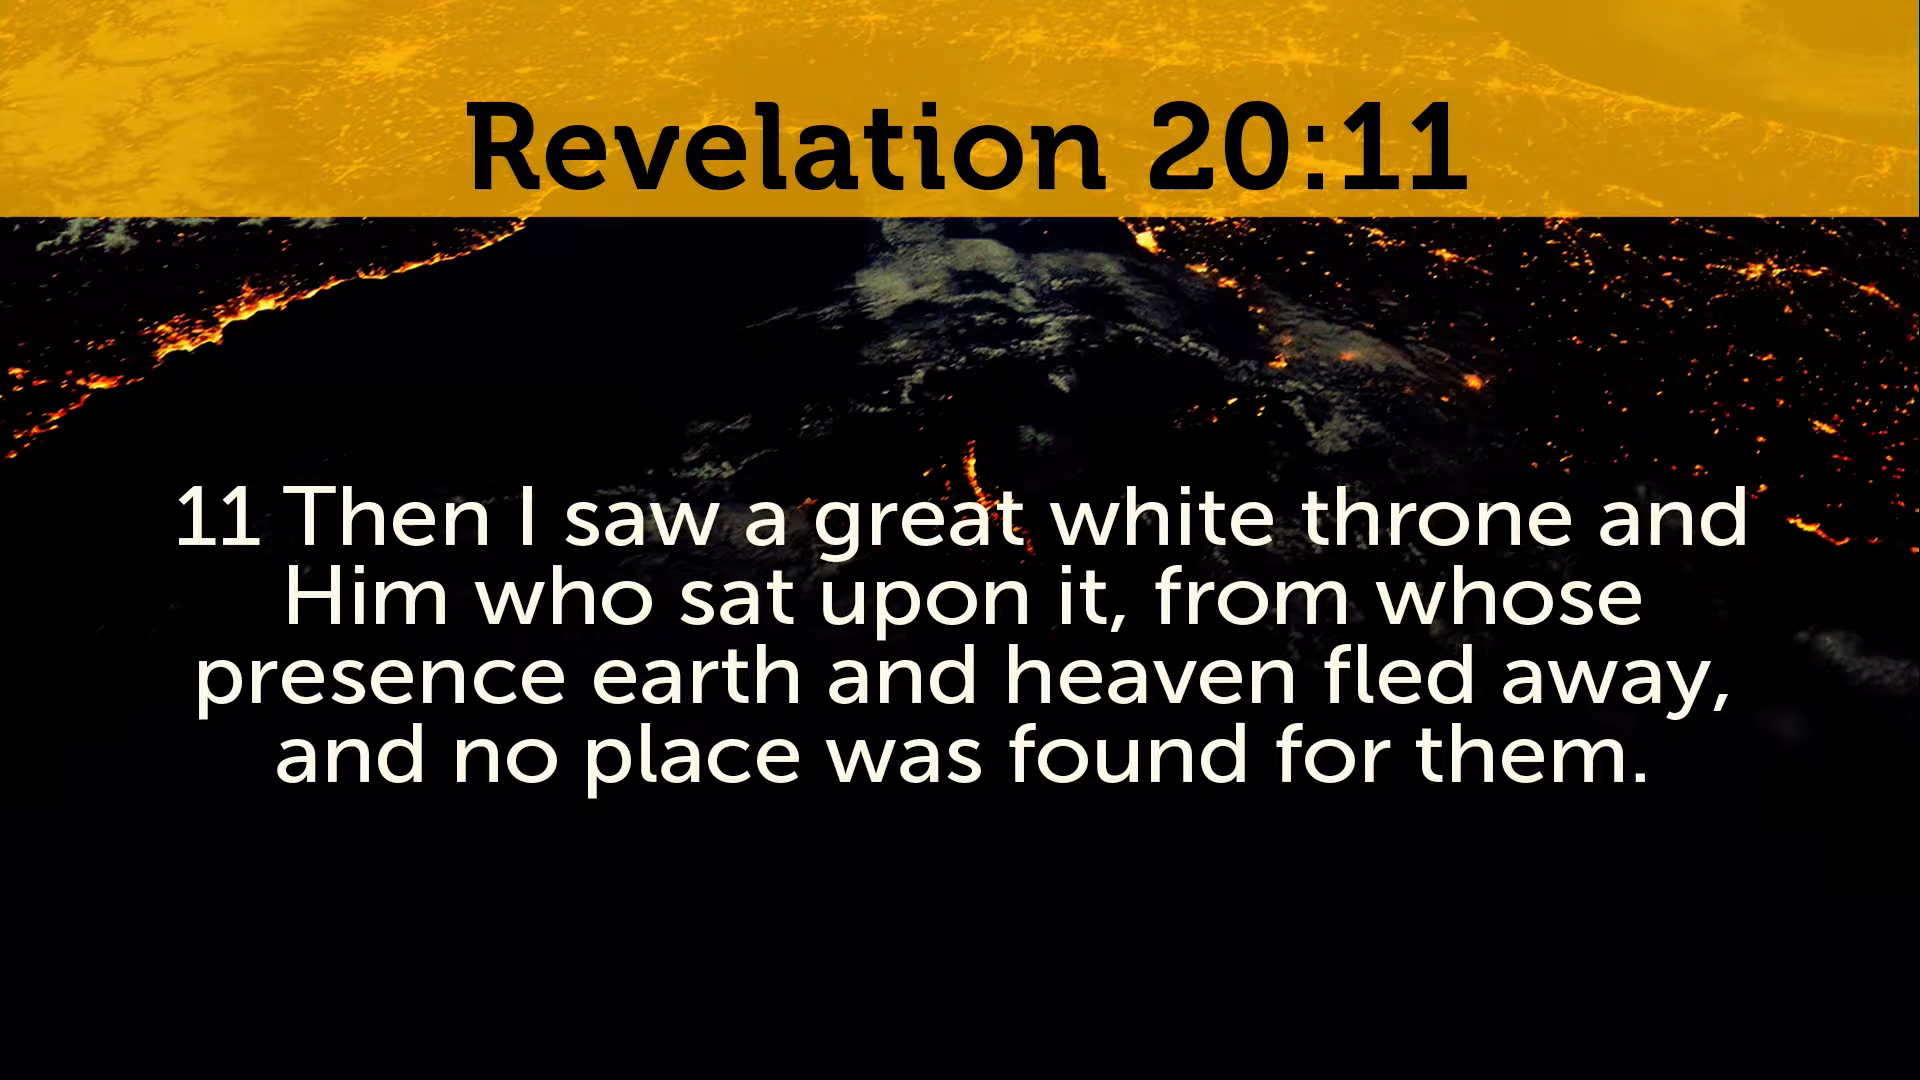 Revelation 20:11
11 Then I saw a great white throne and
Him who sat upon it, from whose
presence earth and heaven fled away,
and no place was found for them.